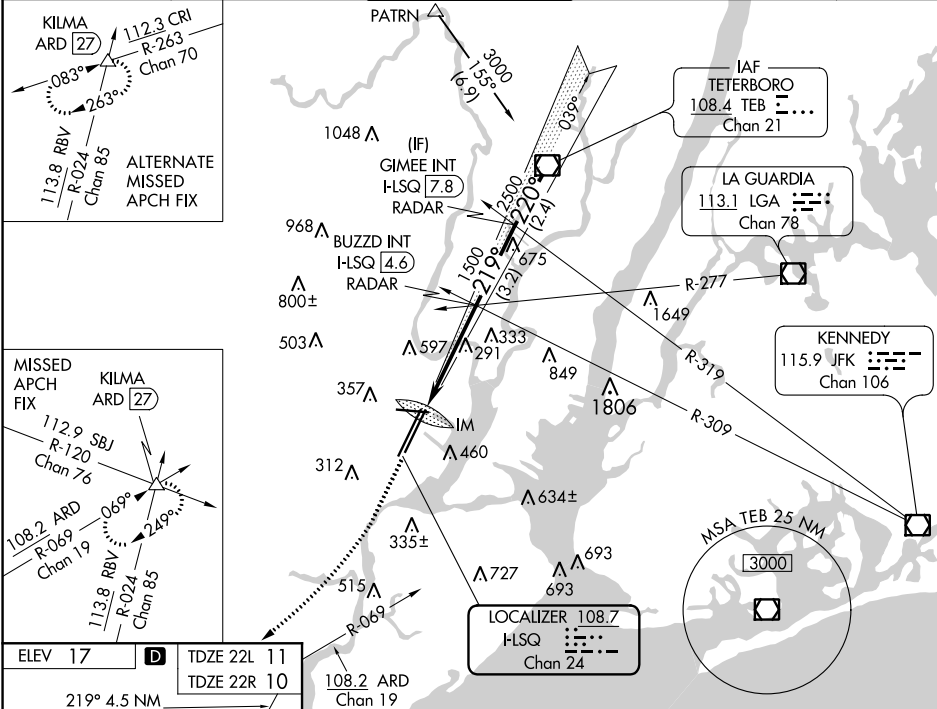 KILMA
ARD 27
112.3 CRI
R-263
Chan 70
083°
263°
113.8 RBV
R-024
Chan 85
ALTERNATE
MISSED
APCH FIX
PATRN
3000
155°
(6.9)
1048
(IF)
GIMEE INT
I-LSQ 7.8
RADAR
039°
IAF
TETERBORO
108.4 TEB
Chan 21
2500
220°
(2.4)
LA GUARDIA
113.1 LGA
Chan 78
968
BUZZD INT
I-LSQ 4.6
RADAR
1500
219°
(3.2)
675
R-277
800±
1649
503
597
291
333
849
R-319
KENNEDY
115.9 JFK
Chan 106
MISSED
APCH
FIX
KILMA
ARD 27
112.9 SBJ
R-120
Chan 76
069°
249°
108.2 ARD
R-069
Chan 19
113.8 RBV
R-024
Chan 85
357
1806
R-309
IM
460
312
634±
335±
693
693
727
515
MSA TEB 25 NM
3000
R-069
LOCALIZER 108.7
I-LSQ
Chan 24
108.2 ARD
Chan 19
ELEV 17
D
TDZE 22L 11
TDZE 22R 10
219° 4.5 NM